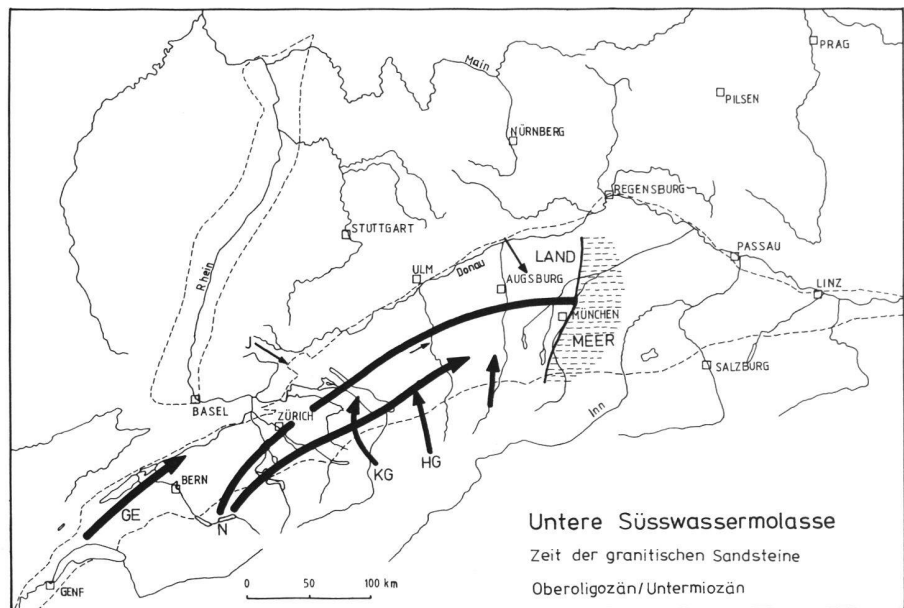 PRAG
Main
PILSEN
NÜRNBERG
REGENSBURG
STUTTGART
Rhein
LAND
PASSAU
ULM
Donau
AUGSBURG
LINZ
MÜNCHEN
J
MEER
SALZBURG
BASEL
ZÜRICH
Inn
KG
HG
BERN
GE
N
Untere Süsswassermolasse
Zeit der granitischen Sandsteine
Oberoligozän/Untermiozän
GENF
0 50 100 km